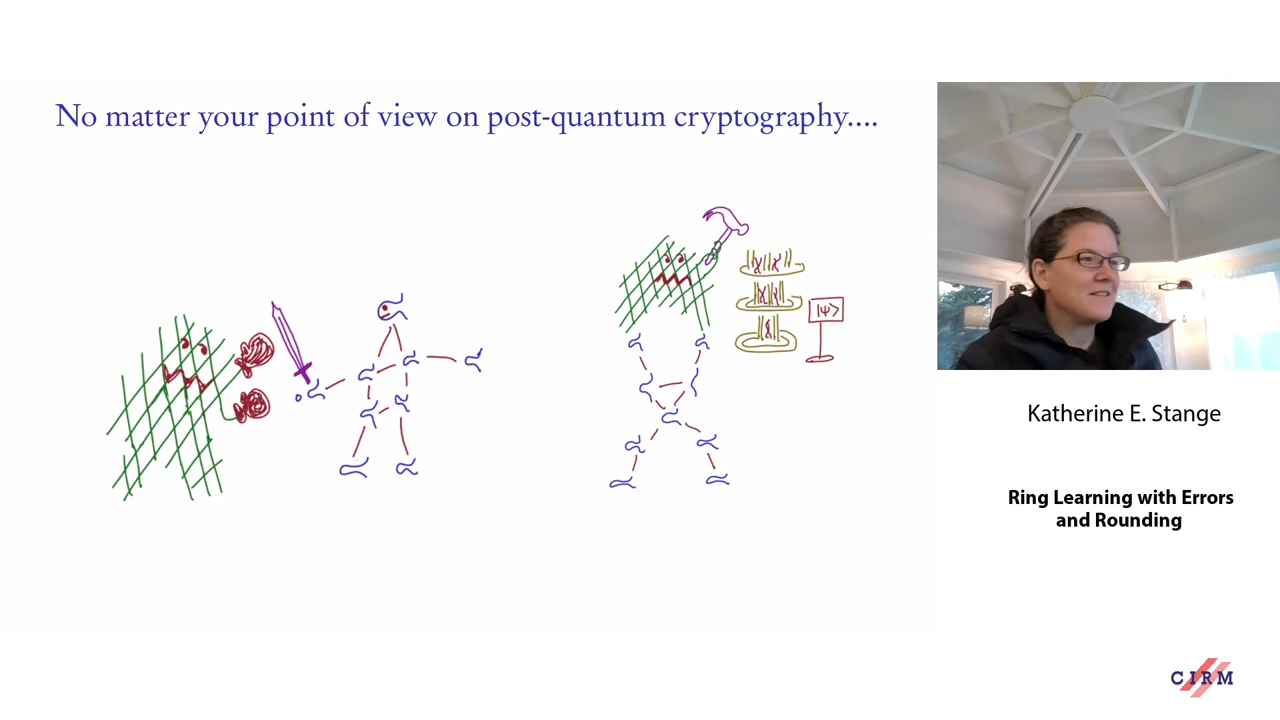 No matter your point of view on post-quantum cryptography....
|ψ>
Katherine E. Stange
Ring Learning with Errors
and Rounding
CIRM